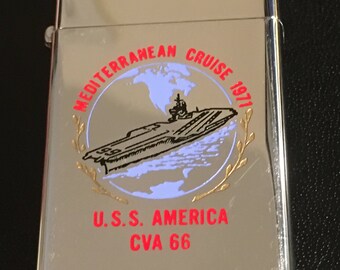 MEDITERRANEAN CRUISE 1971
U.S.S. AMERICA
CVA 66